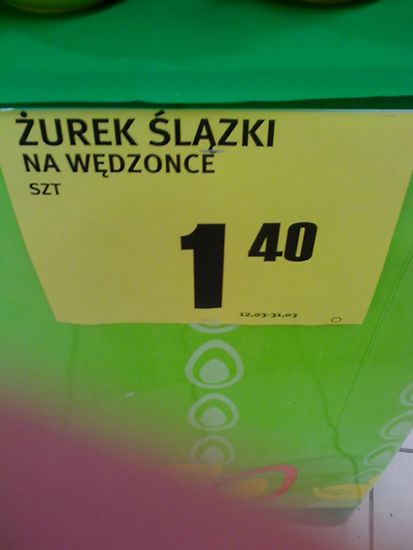 ŻUREK ŚLĄZKI
NA WĘDZONCE
SZT
1 40
12,03-31,03